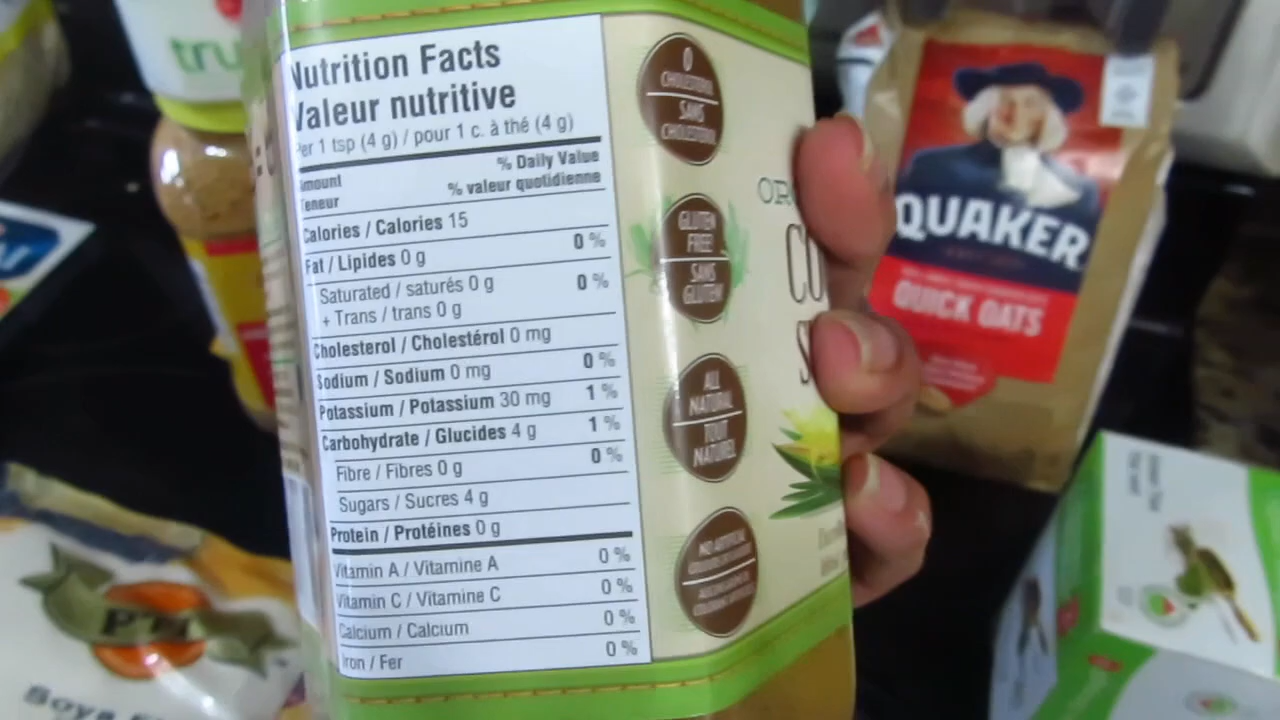 Nutrition Facts
Valeur nutritive
Per 1 tsp (4 g) / pour 1 c. à thé (4 g)
Amount % Daily Value
Teneur % valeur quotidienne
Calories / Calories 15
Fat / Lipides 0 g 0 %
Saturated / saturés 0 g 0 %
+ Trans / trans 0 g
Cholesterol / Cholestérol 0 mg
Sodium / Sodium 0 mg 0 %
Potassium / Potassium 30 mg 1 %
Carbohydrate / Glucides 4 g 1 %
Fibre / Fibres 0 g 0 %
Sugars / Sucres 4 g
Protein / Protéines 0 g
Vitamin A / Vitamine A 0 %
Vitamin C / Vitamine C 0 %
Calcium / Calcium 0 %
Iron / Fer 0 %
0
CHOLESTEROL
SANS
CHOLESTÉROL
GLUTEN
FREE
SANS
GLUTEN
ALL
NATURAL
TOUT
NATUREL
OR
CO
S
tru
QUAKER
QUICK OATS